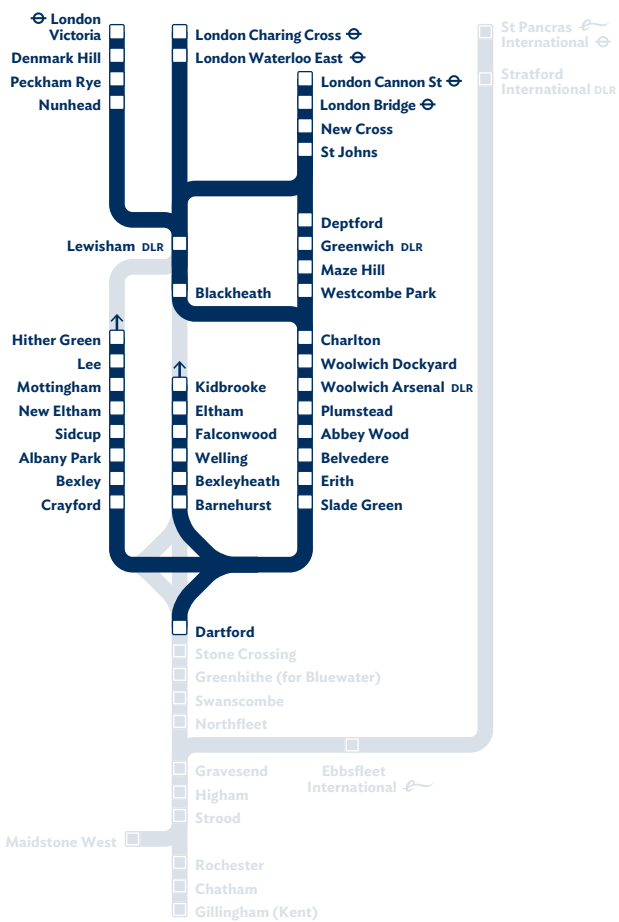 London
Victoria
Denmark Hill
Peckham Rye
Nunhead
London Charing Cross
London Waterloo East
London Cannon St
London Bridge
New Cross
St Johns
St Pancras
International
Stratford
International DLR
Deptford
Lewisham DLR
Greenwich DLR
Maze Hill
Blackheath
Westcombe Park
Hither Green
Lee
Mottingham
New Eltham
Sidcup
Albany Park
Bexley
Crayford
Kidbrooke
Eltham
Falconwood
Welling
Bexleyheath
Barnehurst
Charlton
Woolwich Dockyard
Woolwich Arsenal DLR
Plumstead
Abbey Wood
Belvedere
Erith
Slade Green
Dartford
Stone Crossing
Greenhithe (for Bluewater)
Swanscombe
Northfleet
Ebbsfleet
International
Gravesend
Higham
Strood
Maidstone West
Rochester
Chatham
Gillingham (Kent)